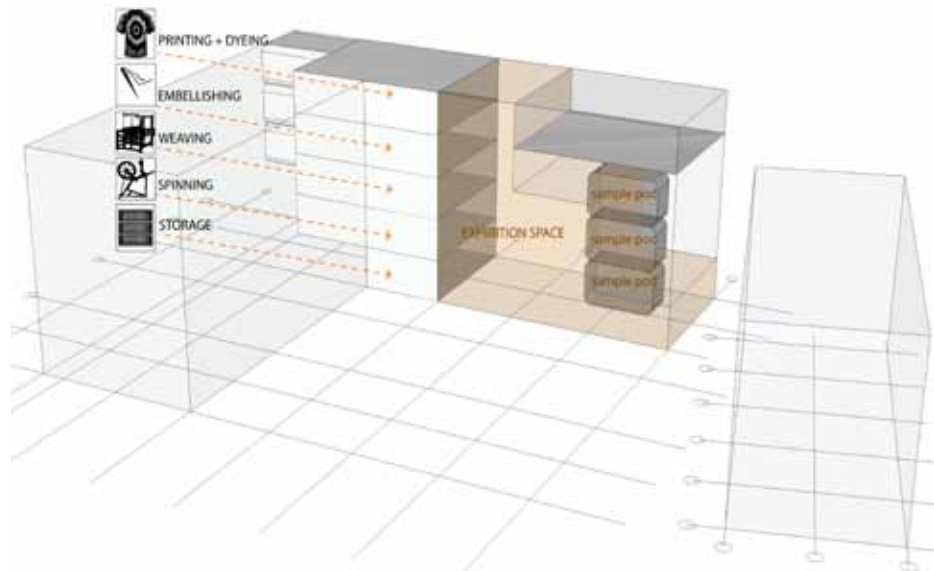 PRINTING + DYEING
EMBELLISHING
WEAVING
SPINNING
STORAGE
EXHIBITION SPACE
sample pod
sample pod
sample pod